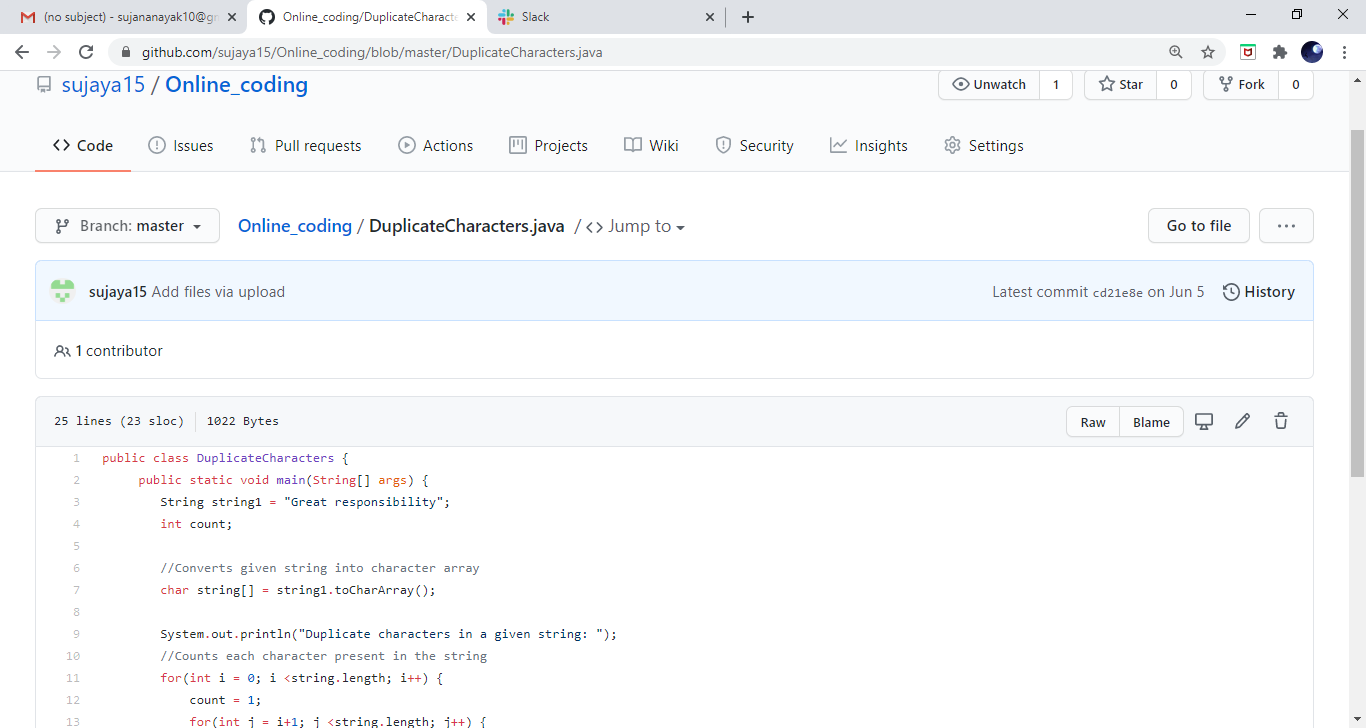 (no subject) - sujananayak10@gm
Online_coding/DuplicateCharacte
Slack
github.com/sujaya15/Online_coding/blob/master/DuplicateCharacters.java
sujaya15 / Online_coding
Unwatch 1
Star 0
Fork 0
Code
Issues
Pull requests
Actions
Projects
Wiki
Security
Insights
Settings
Branch: master
Online_coding / DuplicateCharacters.java / <> Jump to
Go to file
sujaya15 Add files via upload
Latest commit cd21e8e on Jun 5
History
1 contributor
25 lines (23 sloc)
1022 Bytes
Raw
Blame
1 public class DuplicateCharacters {
2 public static void main(String[] args) {
3 String string1 = "Great responsibility";
4 int count;
5
6 //Converts given string into character array
7 char string[] = string1.toCharArray();
8
9 System.out.println("Duplicate characters in a given string: ");
10 //Counts each character present in the string
11 for(int i = 0; i <string.length; i++) {
12 count = 1;
13 for(int j = i+1; j <string.length; j++) {